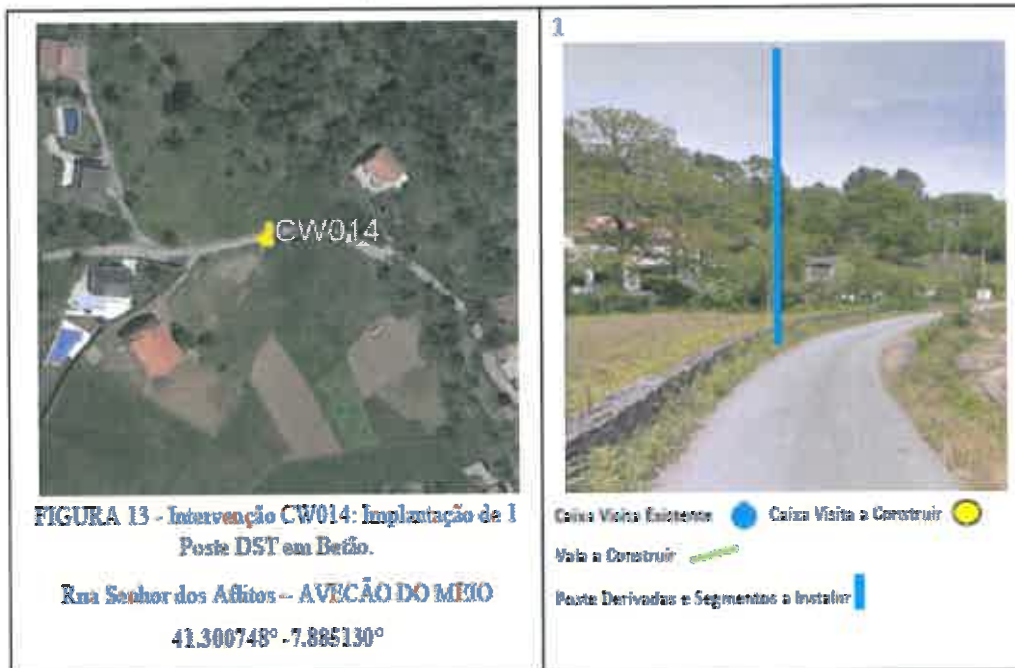 CW014
FIGURA 13 - Intervenção CW014: Implantação de 1
Poste DST em Betão.
Rua Senhor dos Aflitos – AVECÃO DO MEIO
41.300748° -7.885130°
1
Caixa Visita Existente Caixa Visita a Construir
Vala a Construir
Poste Derivadas e Segmentos a Instalar